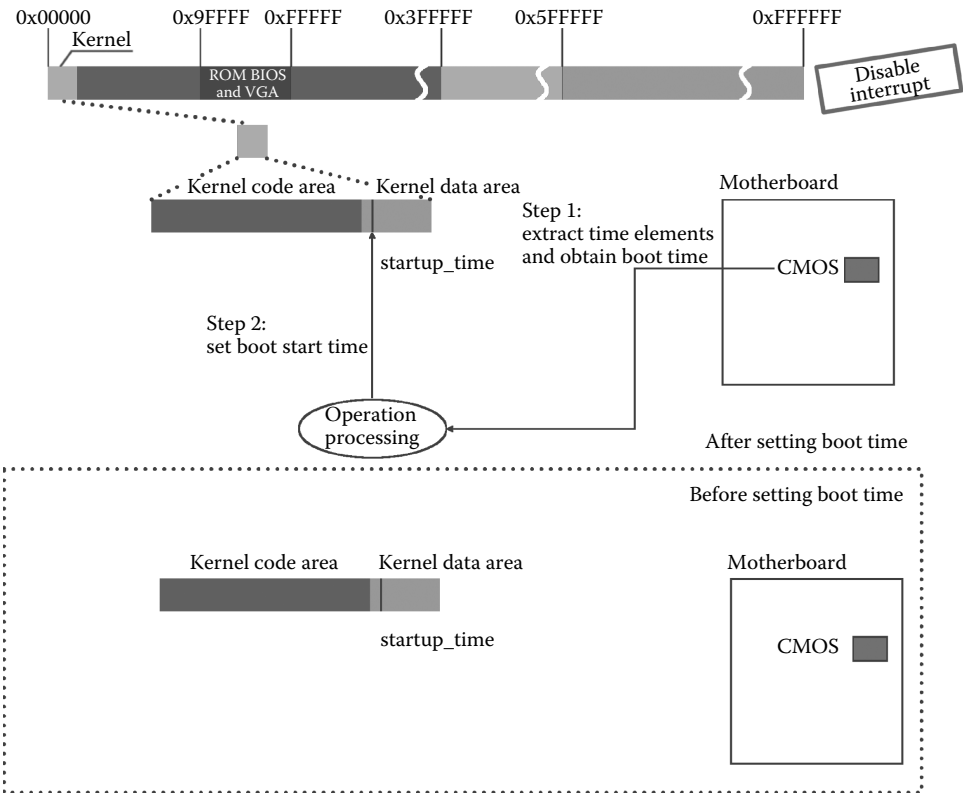 0x00000 0x9FFFF 0xFFFFF 0x3FFFFF 0x5FFFFF 0xFFFFFF
Kernel
ROM BIOS
and VGA
Disable
interrupt
Kernel code area Kernel data area
startup_time
Step 1:
extract time elements
and obtain boot time
Motherboard
CMOS
Step 2:
set boot start time
Operation
processing
After setting boot time
Before setting boot time
Kernel code area Kernel data area
startup_time
Motherboard
CMOS